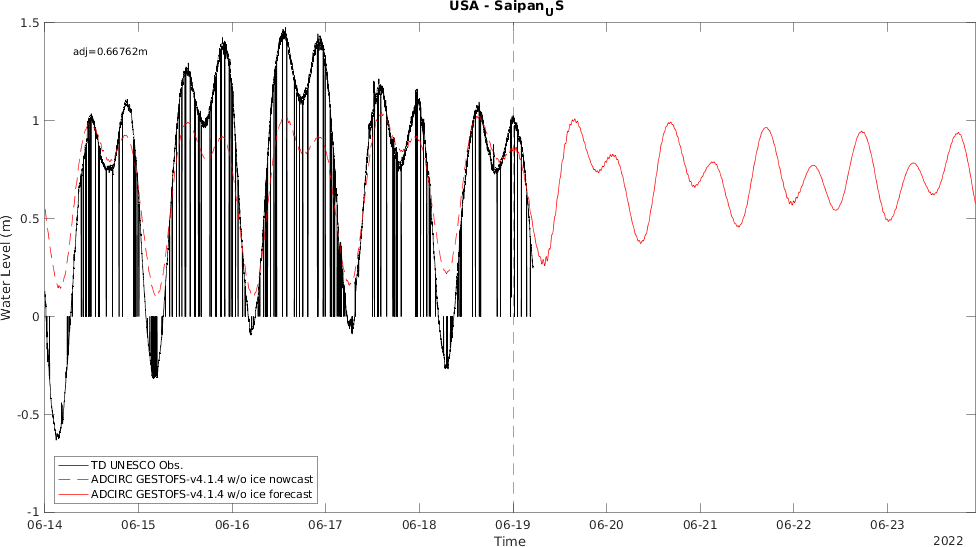 USA - Saipan_US
adj=0.66762m
1.5
1
0.5
0
-0.5
-1
Water Level (m)
TD UNESCO Obs.
ADCIRC GESTOFS-v4.1.4 w/o ice nowcast
ADCIRC GESTOFS-v4.1.4 w/o ice forecast
06-14 06-15 06-16 06-17 06-18 06-19 06-20 06-21 06-22 06-23
Time
2022